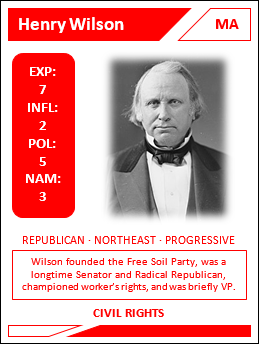 Henry Wilson
MA
EXP:
7
INFL:
2
POL:
5
NAM:
3
REPUBLICAN · NORTHEAST · PROGRESSIVE
Wilson founded the Free Soil Party, was a
longtime Senator and Radical Republican,
championed worker's rights, and was briefly VP.
CIVIL RIGHTS